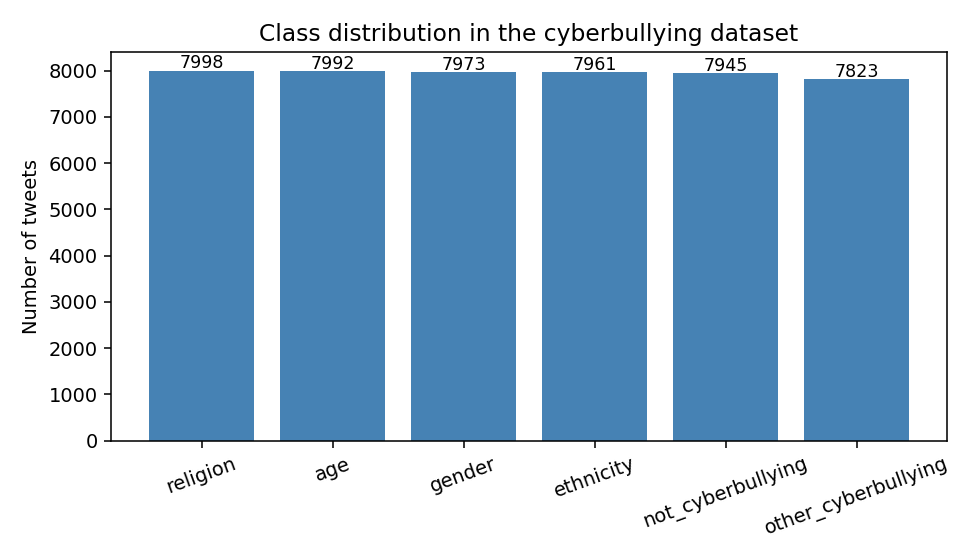 Class distribution in the cyberbullying dataset
Number of tweets
8000
7000
6000
5000
4000
3000
2000
1000
0
7998
7992
7973
7961
7945
7823
religion
age
gender
ethnicity
not_cyberbullying
other_cyberbullying